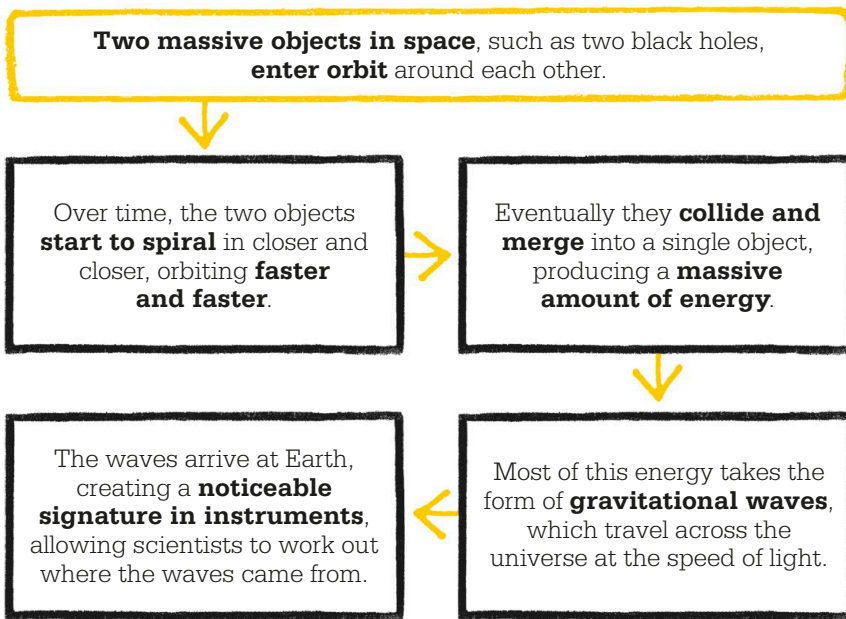 Two massive objects in space, such as two black holes,
enter orbit around each other.
Over time, the two objects
start to spiral in closer and
closer, orbiting faster
and faster.
Eventually they collide and
merge into a single object,
producing a massive
amount of energy.
Most of this energy takes the
form of gravitational waves,
which travel across the
universe at the speed of light.
The waves arrive at Earth,
creating a noticeable
signature in instruments,
allowing scientists to work out
where the waves came from.